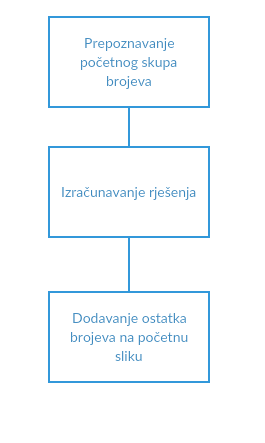 Prepoznavanje
početnog skupa
brojeva
Izračunavanje rješenja
Dodavanje ostatka
brojeva na početnu
sliku